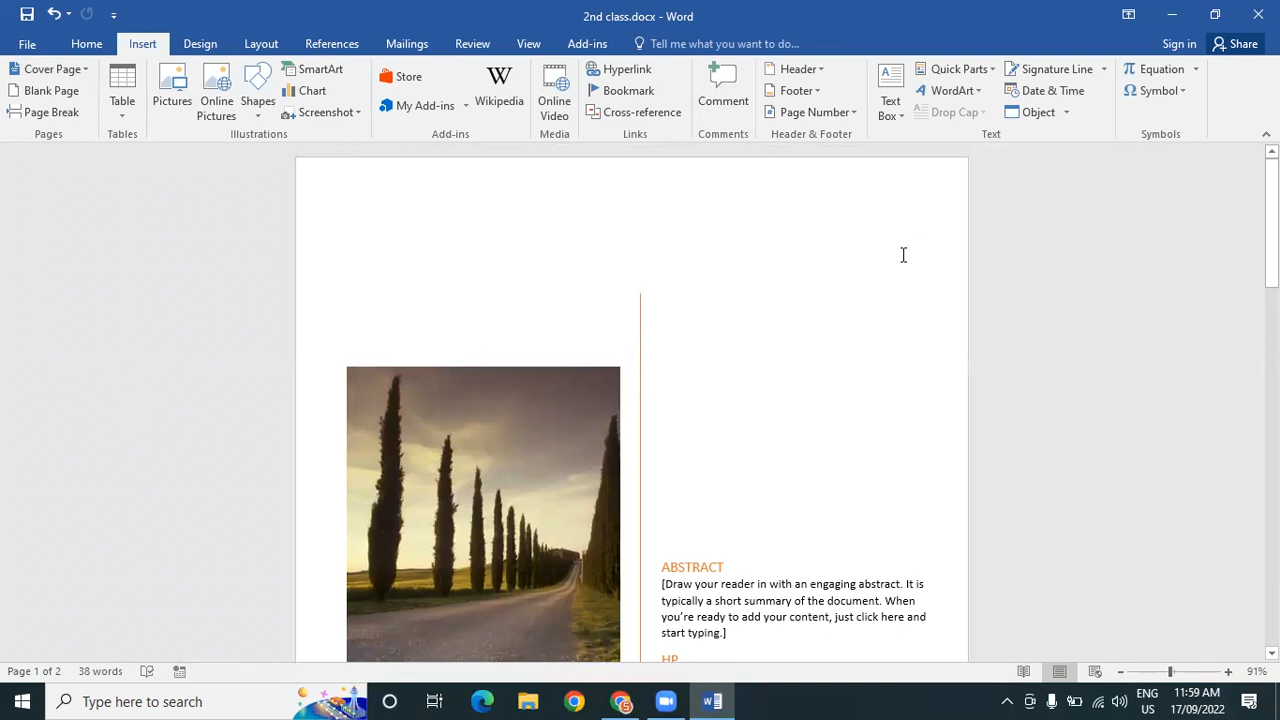 2nd class.docx - Word
File Home Insert Design Layout References Mailings Review View Add-ins Tell me what you want to do... Sign in Share
Cover Page
Blank Page
Page Break
Pages
Table
Tables
Pictures
Online Pictures
Shapes
SmartArt
Chart
Screenshot
Illustrations
Store
My Add-ins
Wikipedia
Add-ins
Online Video
Media
Hyperlink
Bookmark
Cross-reference
Links
Comment
Comments
Header
Footer
Page Number
Header & Footer
Text Box
Quick Parts
WordArt
Drop Cap
Signature Line
Date & Time
Object
Text
Equation
Symbol
Symbols
ABSTRACT
[Draw your reader in with an engaging abstract. It is
typically a short summary of the document. When
you're ready to add your content, just click here and
start typing.]
HP
Page 1 of 2 38 words 91%
Type here to search
ENG
US
11:59 AM
17/09/2022